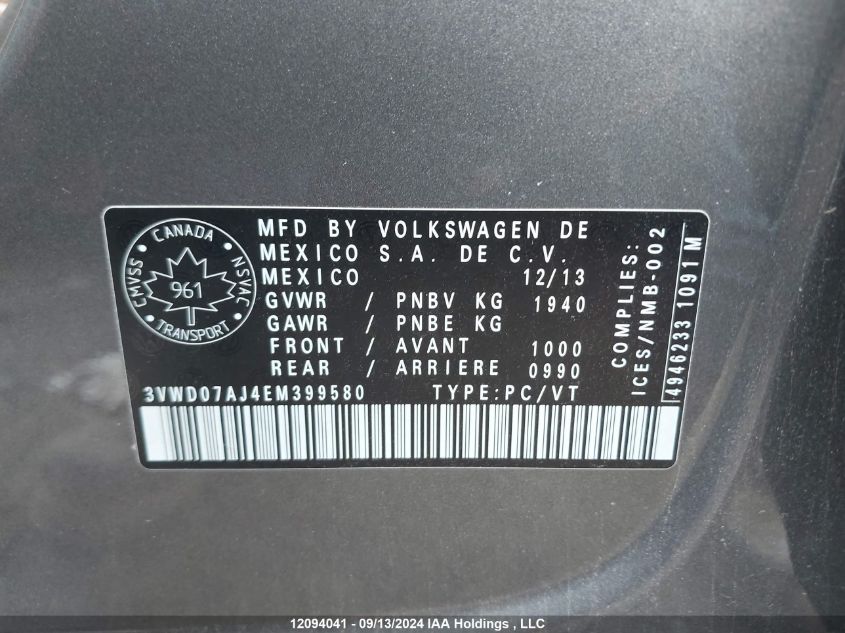 CANADA
CMVSS
NSVAC
961
TRANSPORT
MFD BY VOLKSWAGEN DE
MEXICO S.A. DE C.V.
MEXICO 12/13
GVWR / PNBV KG 1940
GAWR / PNBE KG
FRONT / AVANT 1000
REAR / ARRIERE 0990
3VWD07AJ4EM399580 TYPE:PC/VT
COMPLIES:
ICES/NMB-002
4946233 1091 M
12094041 - 09/13/2024 IAA Holdings, LLC